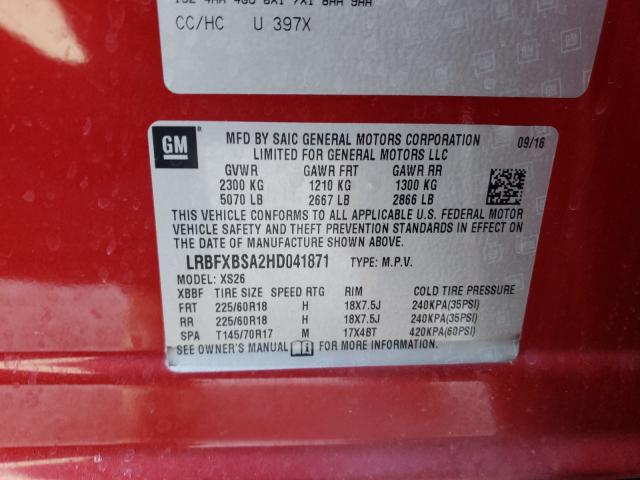 CC/HC U 397X
GM
MFD BY SAIC GENERAL MOTORS CORPORATION 09/16
LIMITED FOR GENERAL MOTORS LLC
GVWR GAWR FRT GAWR RR
2300 KG 1210 KG 1300 KG
5070 LB 2667 LB 2866 LB
THIS VEHICLE CONFORMS TO ALL APPLICABLE U.S. FEDERAL MOTOR
VEHICLE SAFETY AND THEFT PREVENTION STANDARDS IN
EFFECT ON THE DATE OF MANUFACTURE SHOWN ABOVE.
LRBFXBSA2HD041871 TYPE: M.P.V.
MODEL: XS26
XBBF TIRE SIZE SPEED RTG RIM COLD TIRE PRESSURE
FRT 225/60R18 H 18X7.5J 240KPA(35PSI)
RR 225/60R18 H 18X7.5J 240KPA(35PSI)
SPA T145/70R17 M 17X4BT 420KPA(60PSI)
SEE OWNER'S MANUAL FOR MORE INFORMATION.